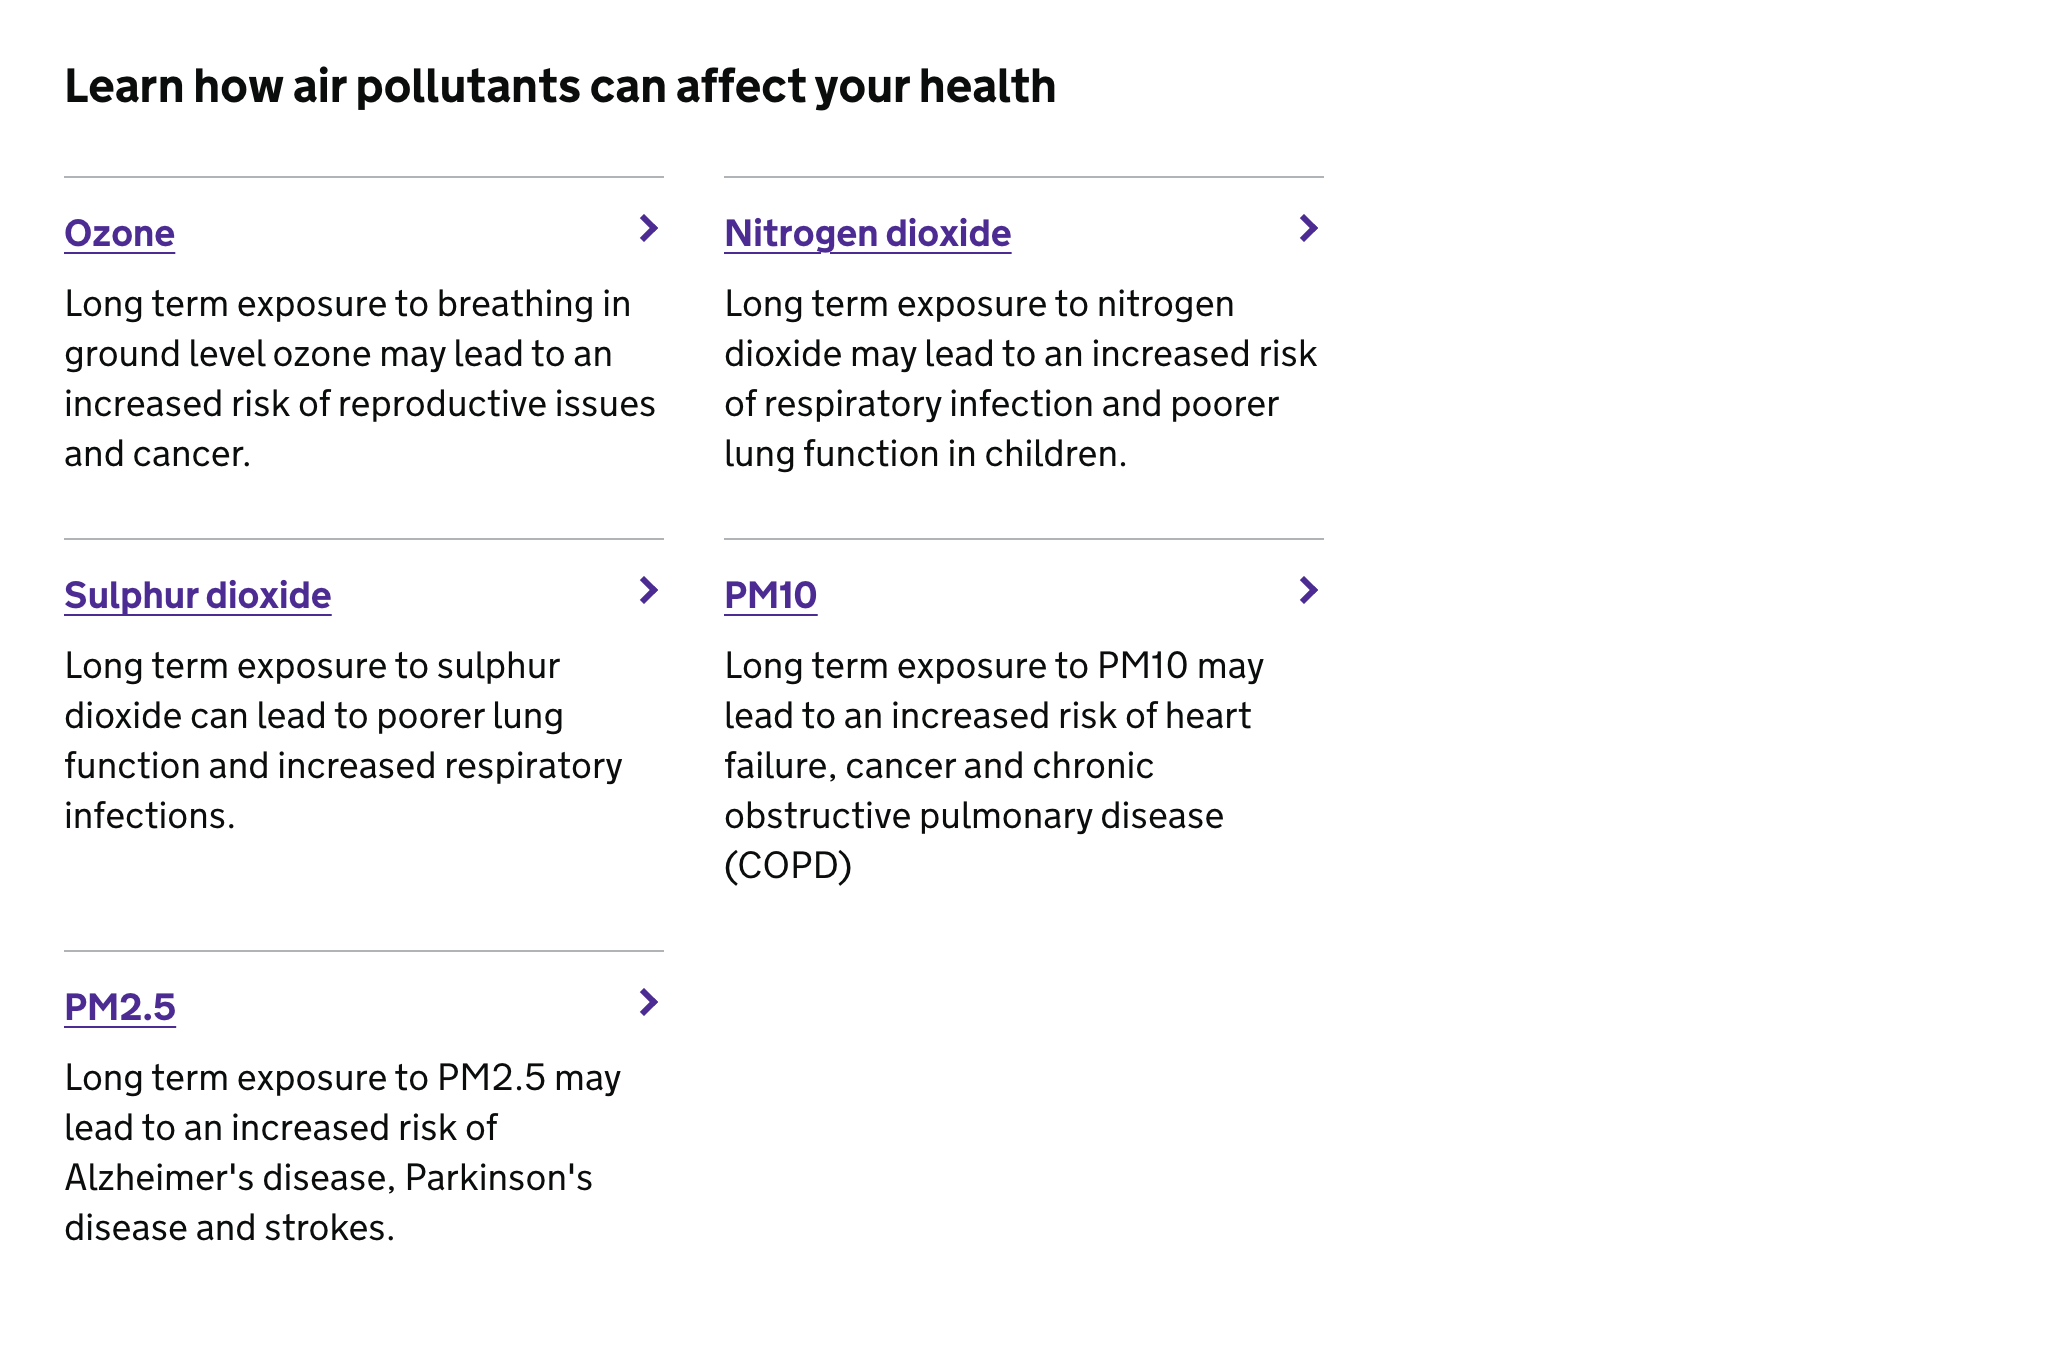 Learn how air pollutants can affect your health
Ozone
Long term exposure to breathing in
ground level ozone may lead to an
increased risk of reproductive issues
and cancer.
Nitrogen dioxide
Long term exposure to nitrogen
dioxide may lead to an increased risk
of respiratory infection and poorer
lung function in children.
Sulphur dioxide
Long term exposure to sulphur
dioxide can lead to poorer lung
function and increased respiratory
infections.
PM10
Long term exposure to PM10 may
lead to an increased risk of heart
failure, cancer and chronic
obstructive pulmonary disease
(COPD)
PM2.5
Long term exposure to PM2.5 may
lead to an increased risk of
Alzheimer's disease, Parkinson's
disease and strokes.